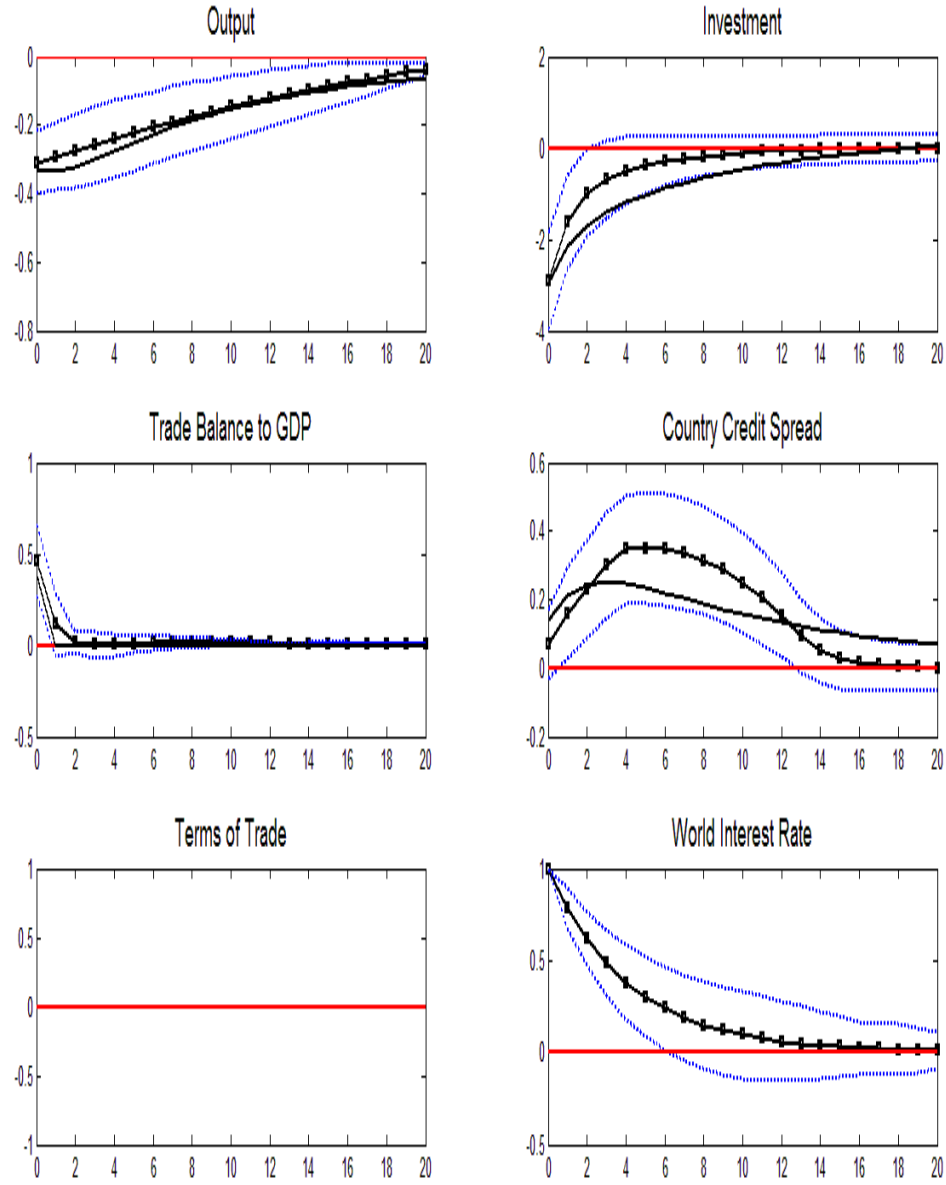 Output
0
-0.2
-0.4
-0.6
-0.8
0 2 4 6 8 10 12 14 16 18 20
Investment
2
0
-2
-4
0 2 4 6 8 10 12 14 16 18 20
Trade Balance to GDP
1
0.5
0
-0.5
0 2 4 6 8 10 12 14 16 18 20
Country Credit Spread
0.6
0.4
0.2
0
-0.2
0 2 4 6 8 10 12 14 16 18 20
Terms of Trade
1
0.5
0
-0.5
-1
0 2 4 6 8 10 12 14 16 18 20
World Interest Rate
1
0.5
0
-0.5
0 2 4 6 8 10 12 14 16 18 20